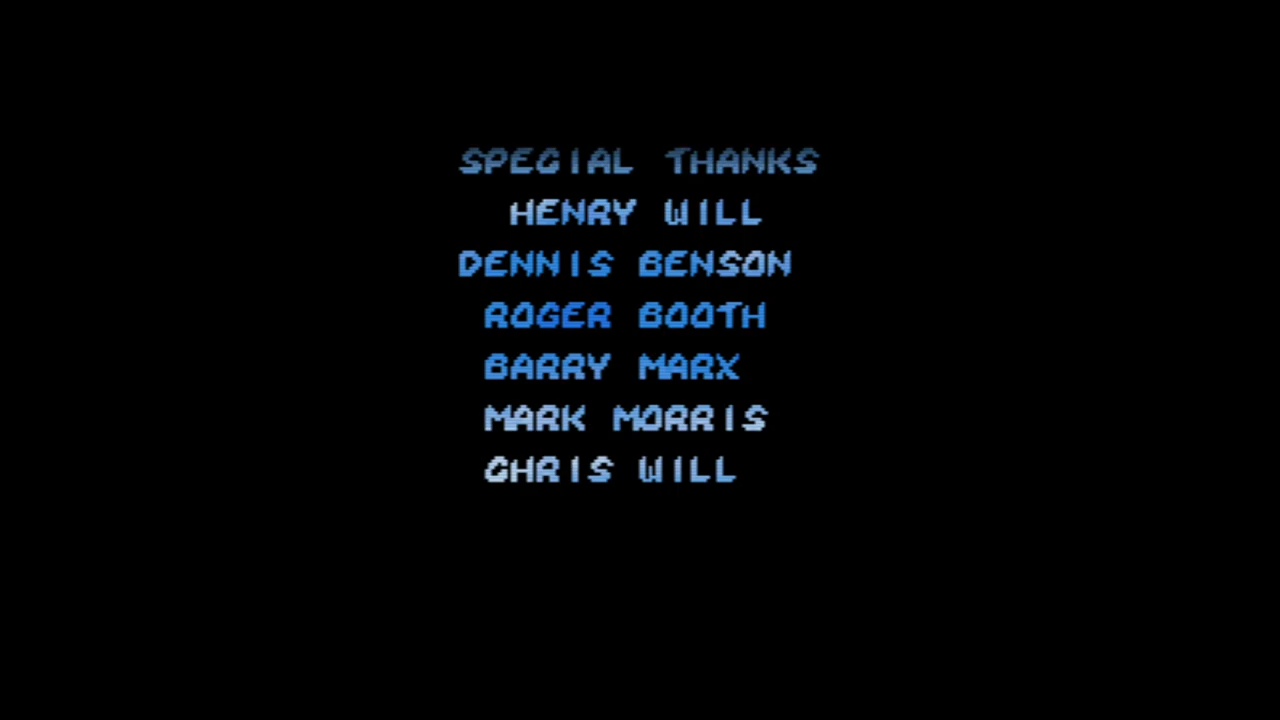 SPECIAL THANKS
HENRY WILL
DENNIS BENSON
ROGER BOOTH
BARRY MARX
MARK MORRIS
CHRIS WILL